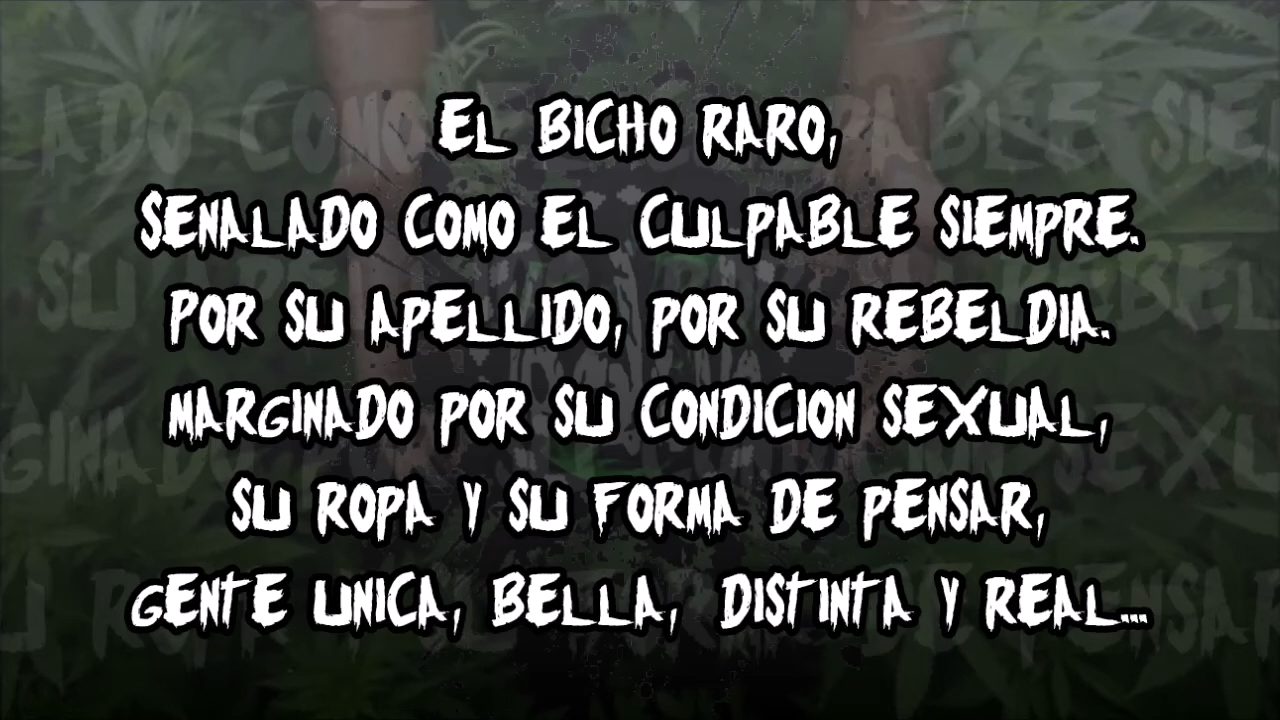 EL BICHO RARO,
SENALADO COMO EL CULPABLE SIEMPRE.
POR SU APELLIDO, POR SU REBELDIA.
MARGINADO POR SU CONDICION SEXUAL,
SU ROPA Y SU FORMA DE PENSAR,
GENTE UNICA, BELLA, DISTINTA Y REAL...